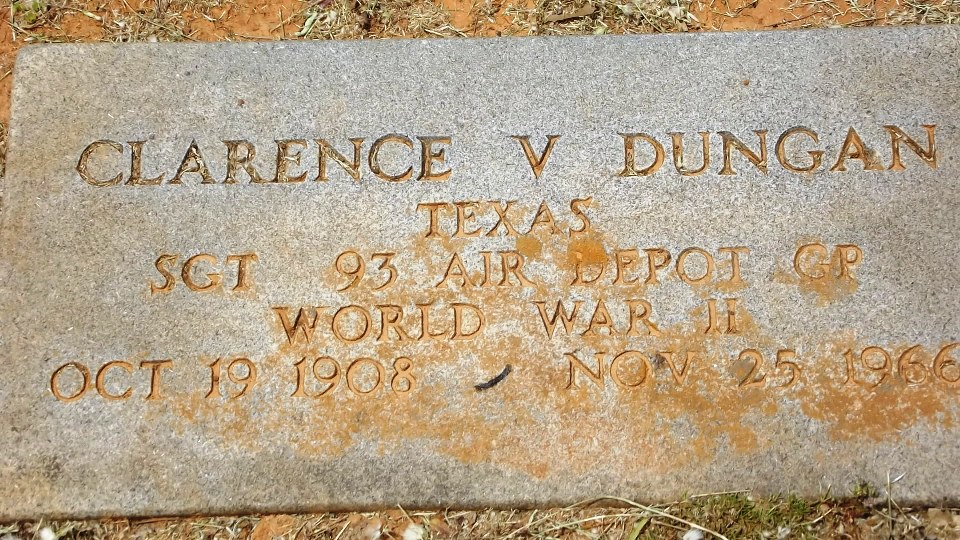 CLARENCE V DUNGAN
TEXAS
SGT 93 AIR DEPOT GP
WORLD WAR II
OCT 19 1908 NOV 25 1966